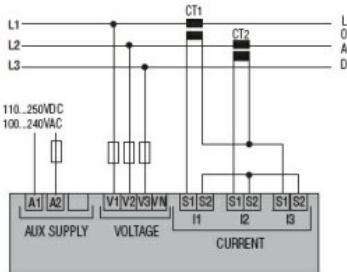 CT1
L1
L2
L3
CT2
L
O
A
D
110...250VDC
100...240VAC
A1 A2 V1 V2 V3 VN S1 S2 S1 S2 S1 S2
I1 I2 I3
AUX SUPPLY VOLTAGE CURRENT